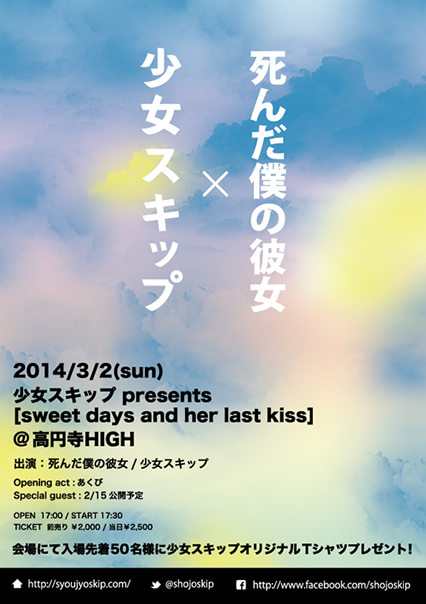 死んだ僕の彼女
×
少女スキップ
2014/3/2(sun)
少女スキップ presents
[sweet days and her last kiss]
@高円寺HIGH
出演：死んだ僕の彼女 / 少女スキップ
Opening act : あくび
Special guest : 2/15 公開予定
OPEN 17:00 / START 17:30
TICKET 前売り ¥2,000 / 当日¥2,500
会場にて入場先着50名様に少女スキップオリジナルTシャツプレゼント!
http://syoujyoskip.com/ @shojoskip http://www.facebook.com/shojoskip